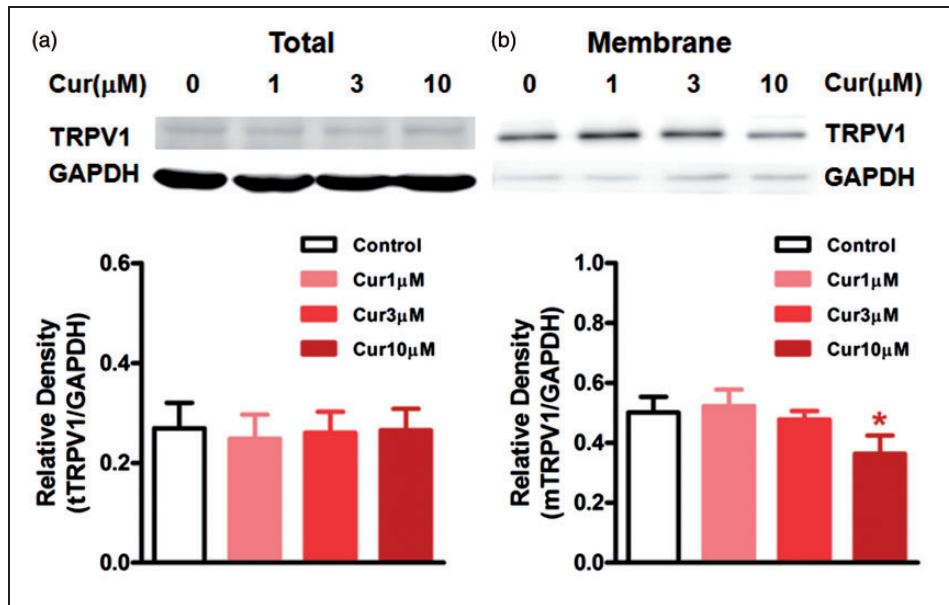 (a) Total
Cur(μM) 0 1 3 10
TRPV1
GAPDH
Control
Cur1μM
Cur3μM
Cur10μM
0.6
0.4
0.2
0.0
Relative Density
(tTRPV1/GAPDH)
(b) Membrane
0 1 3 10 Cur(μM)
TRPV1
GAPDH
Control
Cur1μM
Cur3μM
Cur10μM
1.0
0.8
0.6
0.4
0.2
0.0
Relative Density
(mTRPV1/GAPDH)
*